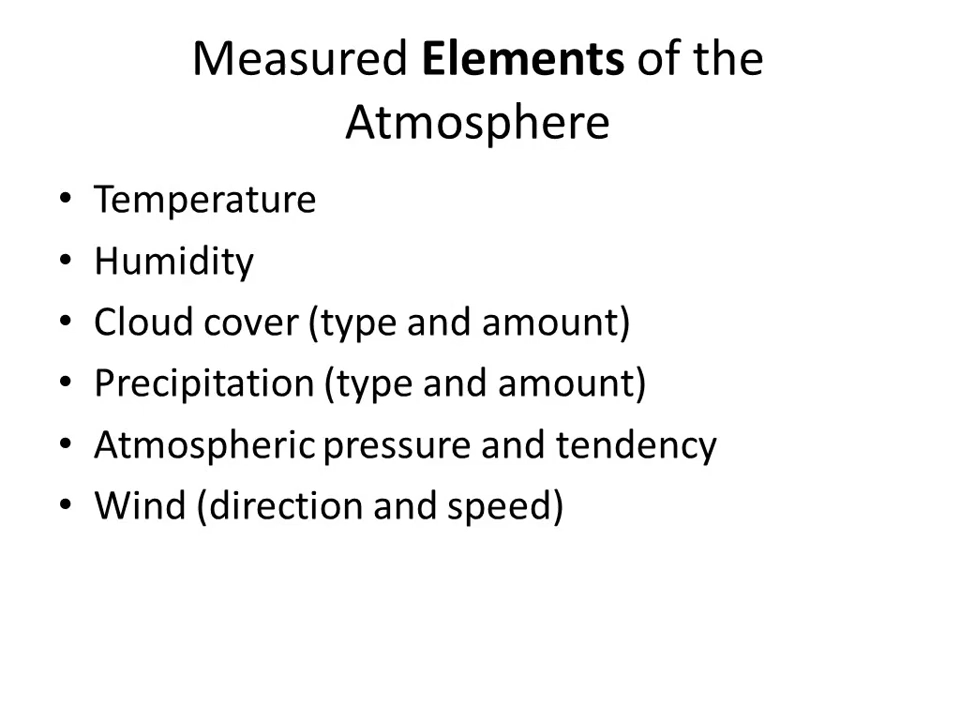 Measured Elements of the
Atmosphere
• Temperature
• Humidity
• Cloud cover (type and amount)
• Precipitation (type and amount)
• Atmospheric pressure and tendency
• Wind (direction and speed)